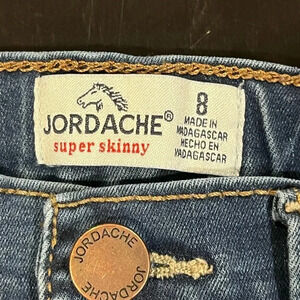 JORDACHE®
super skinny
8
MADE IN
MADAGASCAR
HECHO EN
MADAGASCAR
JORDACHE
JORDACHE